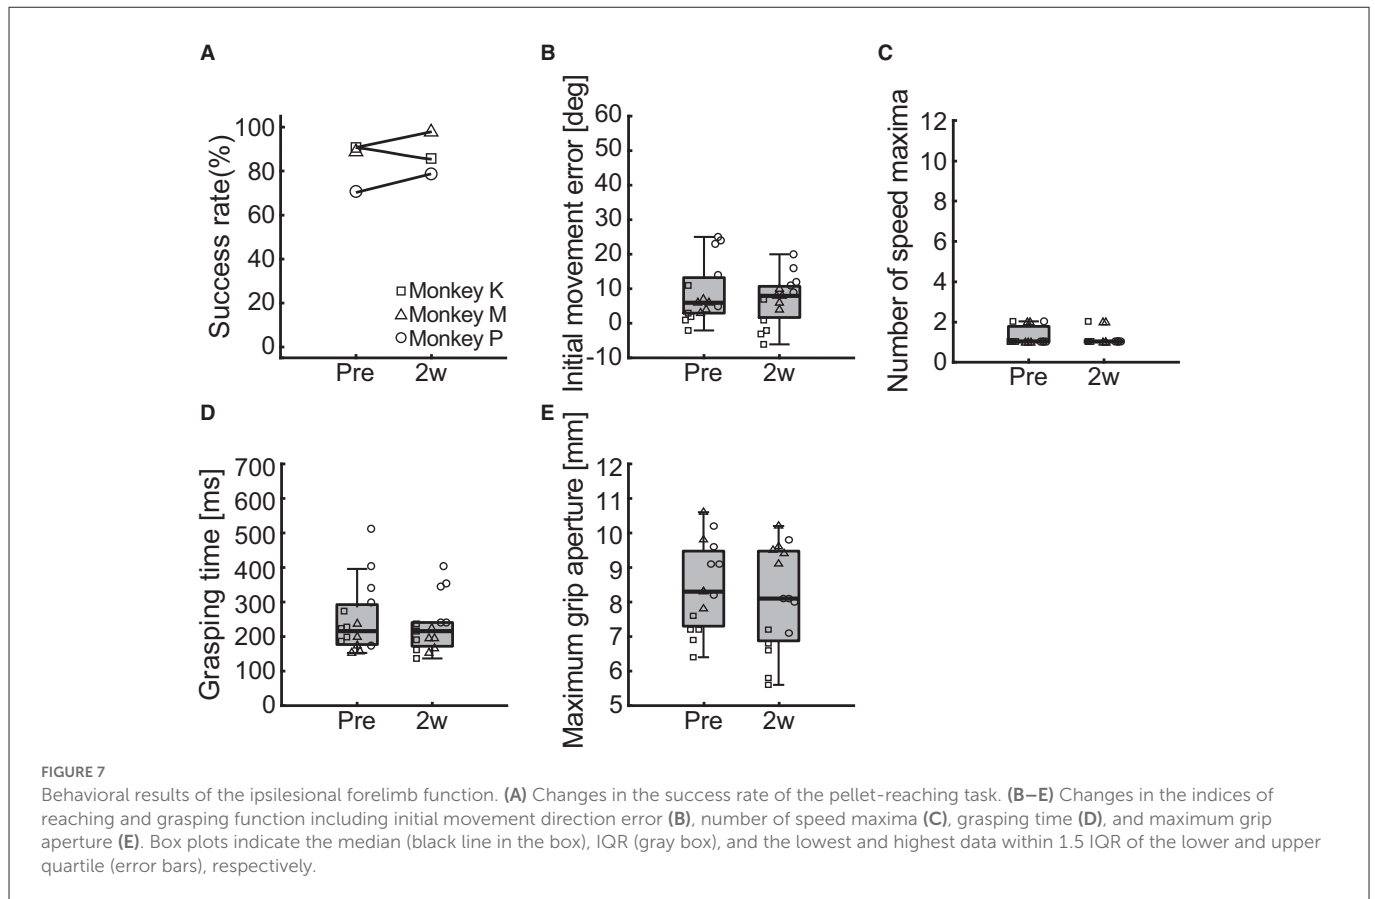 A
Success rate(%)
100
80
60
40
20
0
Monkey K
Monkey M
Monkey P
Pre 2w
B
Initial movement error [deg]
60
50
40
30
20
10
0
-10
Pre 2w
C
Number of speed maxima
12
10
8
6
4
2
0
Pre 2w
D
Grasping time [ms]
700
600
500
400
300
200
100
0
Pre 2w
E
Maximum grip aperture [mm]
12
11
10
9
8
7
6
5
Pre 2w
FIGURE 7
Behavioral results of the ipsilesional forelimb function. (A) Changes in the success rate of the pellet-reaching task. (B–E) Changes in the indices of
reaching and grasping function including initial movement direction error (B), number of speed maxima (C), grasping time (D), and maximum grip
aperture (E). Box plots indicate the median (black line in the box), IQR (gray box), and the lowest and highest data within 1.5 IQR of the lower and upper
quartile (error bars), respectively.